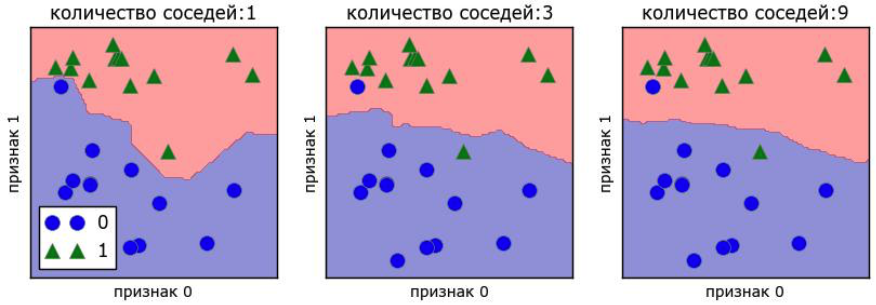 количество соседей:1
количество соседей:3
количество соседей:9
признак 1
признак 1
признак 1
0
1
признак 0
признак 0
признак 0